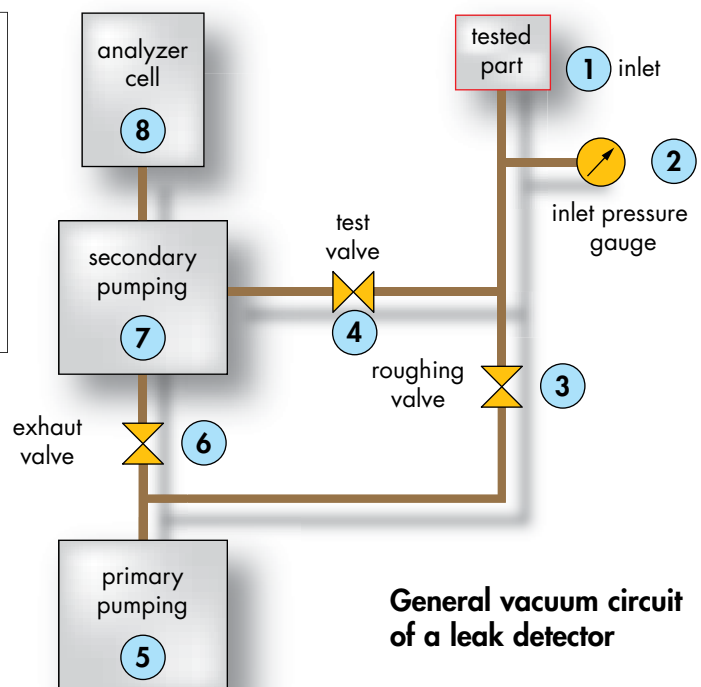 analyzer
cell
8
tested
part
1 inlet
2
inlet pressure
gauge
test
valve
4
secondary
pumping
7
roughing
valve
3
exhaut
valve
6
primary
pumping
5
General vacuum circuit
of a leak detector